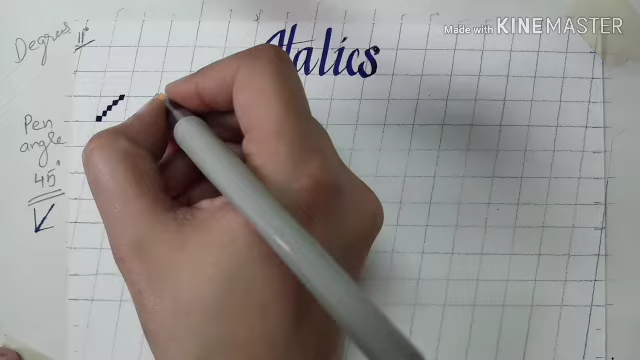 Made with KINEMASTER
Italics
Degrees
11°
Pen
angle
45°